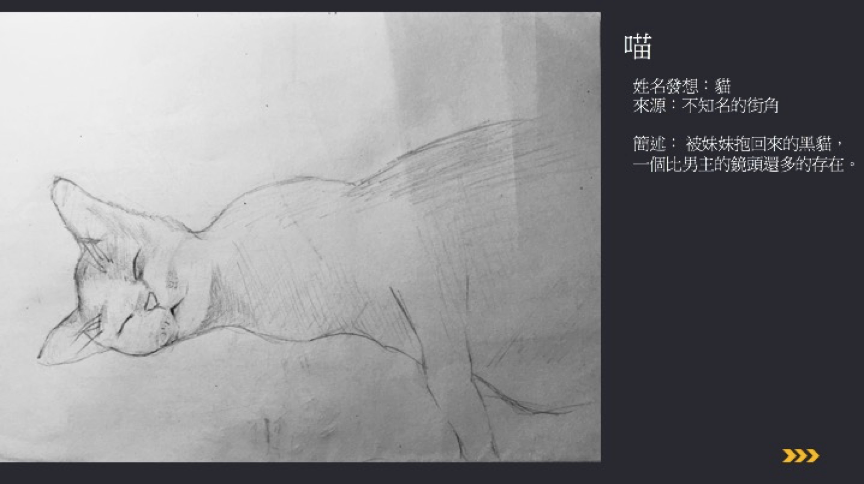 喵
姓名發想：貓
來源：不知名的街角
簡述： 被妹妹抱回來的黑貓，
一個比男主的鏡頭還多的存在。